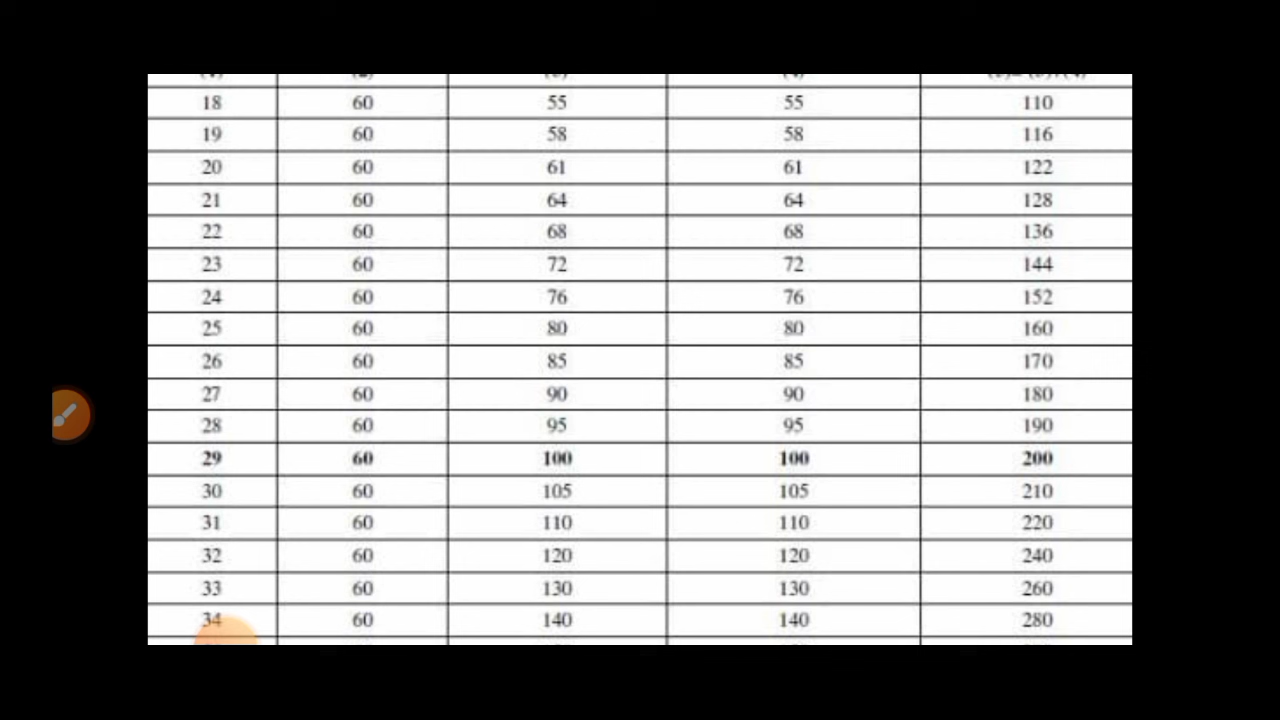 18 60 55 55 110
19 60 58 58 116
20 60 61 61 122
21 60 64 64 128
22 60 68 68 136
23 60 72 72 144
24 60 76 76 152
25 60 80 80 160
26 60 85 85 170
27 60 90 90 180
28 60 95 95 190
29 60 100 100 200
30 60 105 105 210
31 60 110 110 220
32 60 120 120 240
33 60 130 130 260
34 60 140 140 280